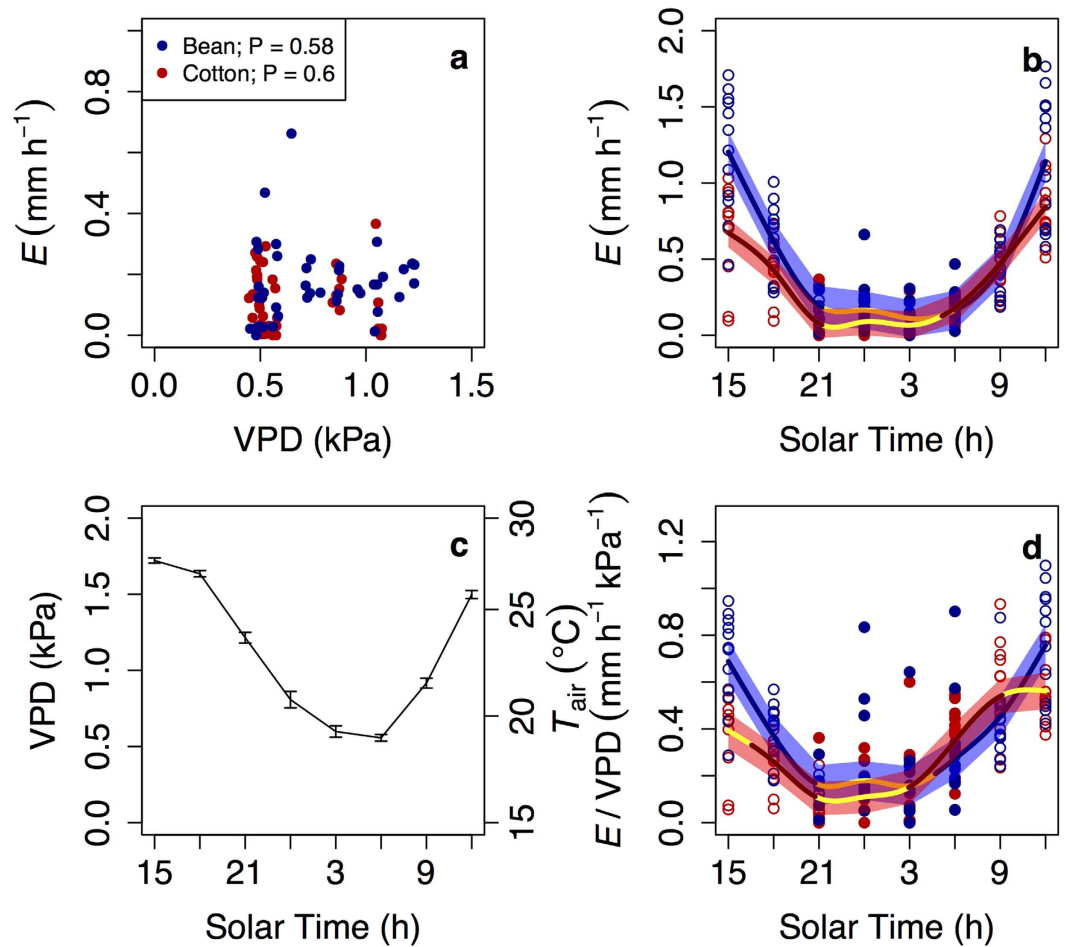 a
Bean; P = 0.58
Cotton; P = 0.6
E (mm h⁻¹)
0.0 0.4 0.8
0.0 0.5 1.0 1.5
VPD (kPa)
b
E (mm h⁻¹)
0.0 0.5 1.0 1.5 2.0
15 21 3 9
Solar Time (h)
c
VPD (kPa)
0.0 0.5 1.0 1.5 2.0
15 20 25 30
T air (°C)
15 21 3 9
Solar Time (h)
d
E / VPD (mm h⁻¹ kPa⁻¹)
0.0 0.4 0.8 1.2
15 21 3 9
Solar Time (h)